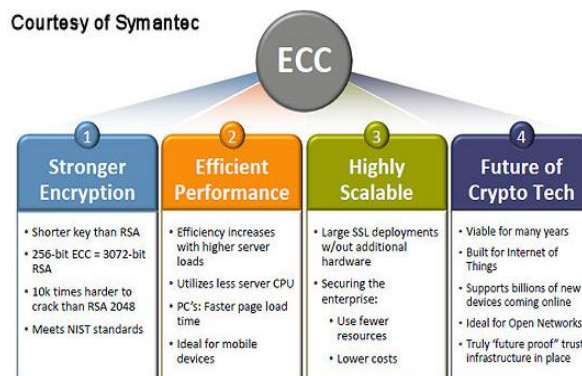 Courtesy of Symantec
ECC
1
Stronger
Encryption
• Shorter key than RSA
• 256-bit ECC = 3072-bit
RSA
• 10k times harder to
crack than RSA 2048
• Meets NIST standards
2
Efficient
Performance
• Efficiency increases
with higher server
loads
• Utilizes less server CPU
• PC's: Faster page load
time
• Ideal for mobile
devices
3
Highly
Scalable
• Large SSL deployments
w/out additional
hardware
• Securing the
enterprise:
• Use fewer
resources
• Lower costs
4
Future of
Crypto Tech
• Viable for many years
• Built for Internet of
Things
• Supports billions of new
devices coming online
• Ideal for Open Networks
• Truly 'future proof" trust
infrastructure in place